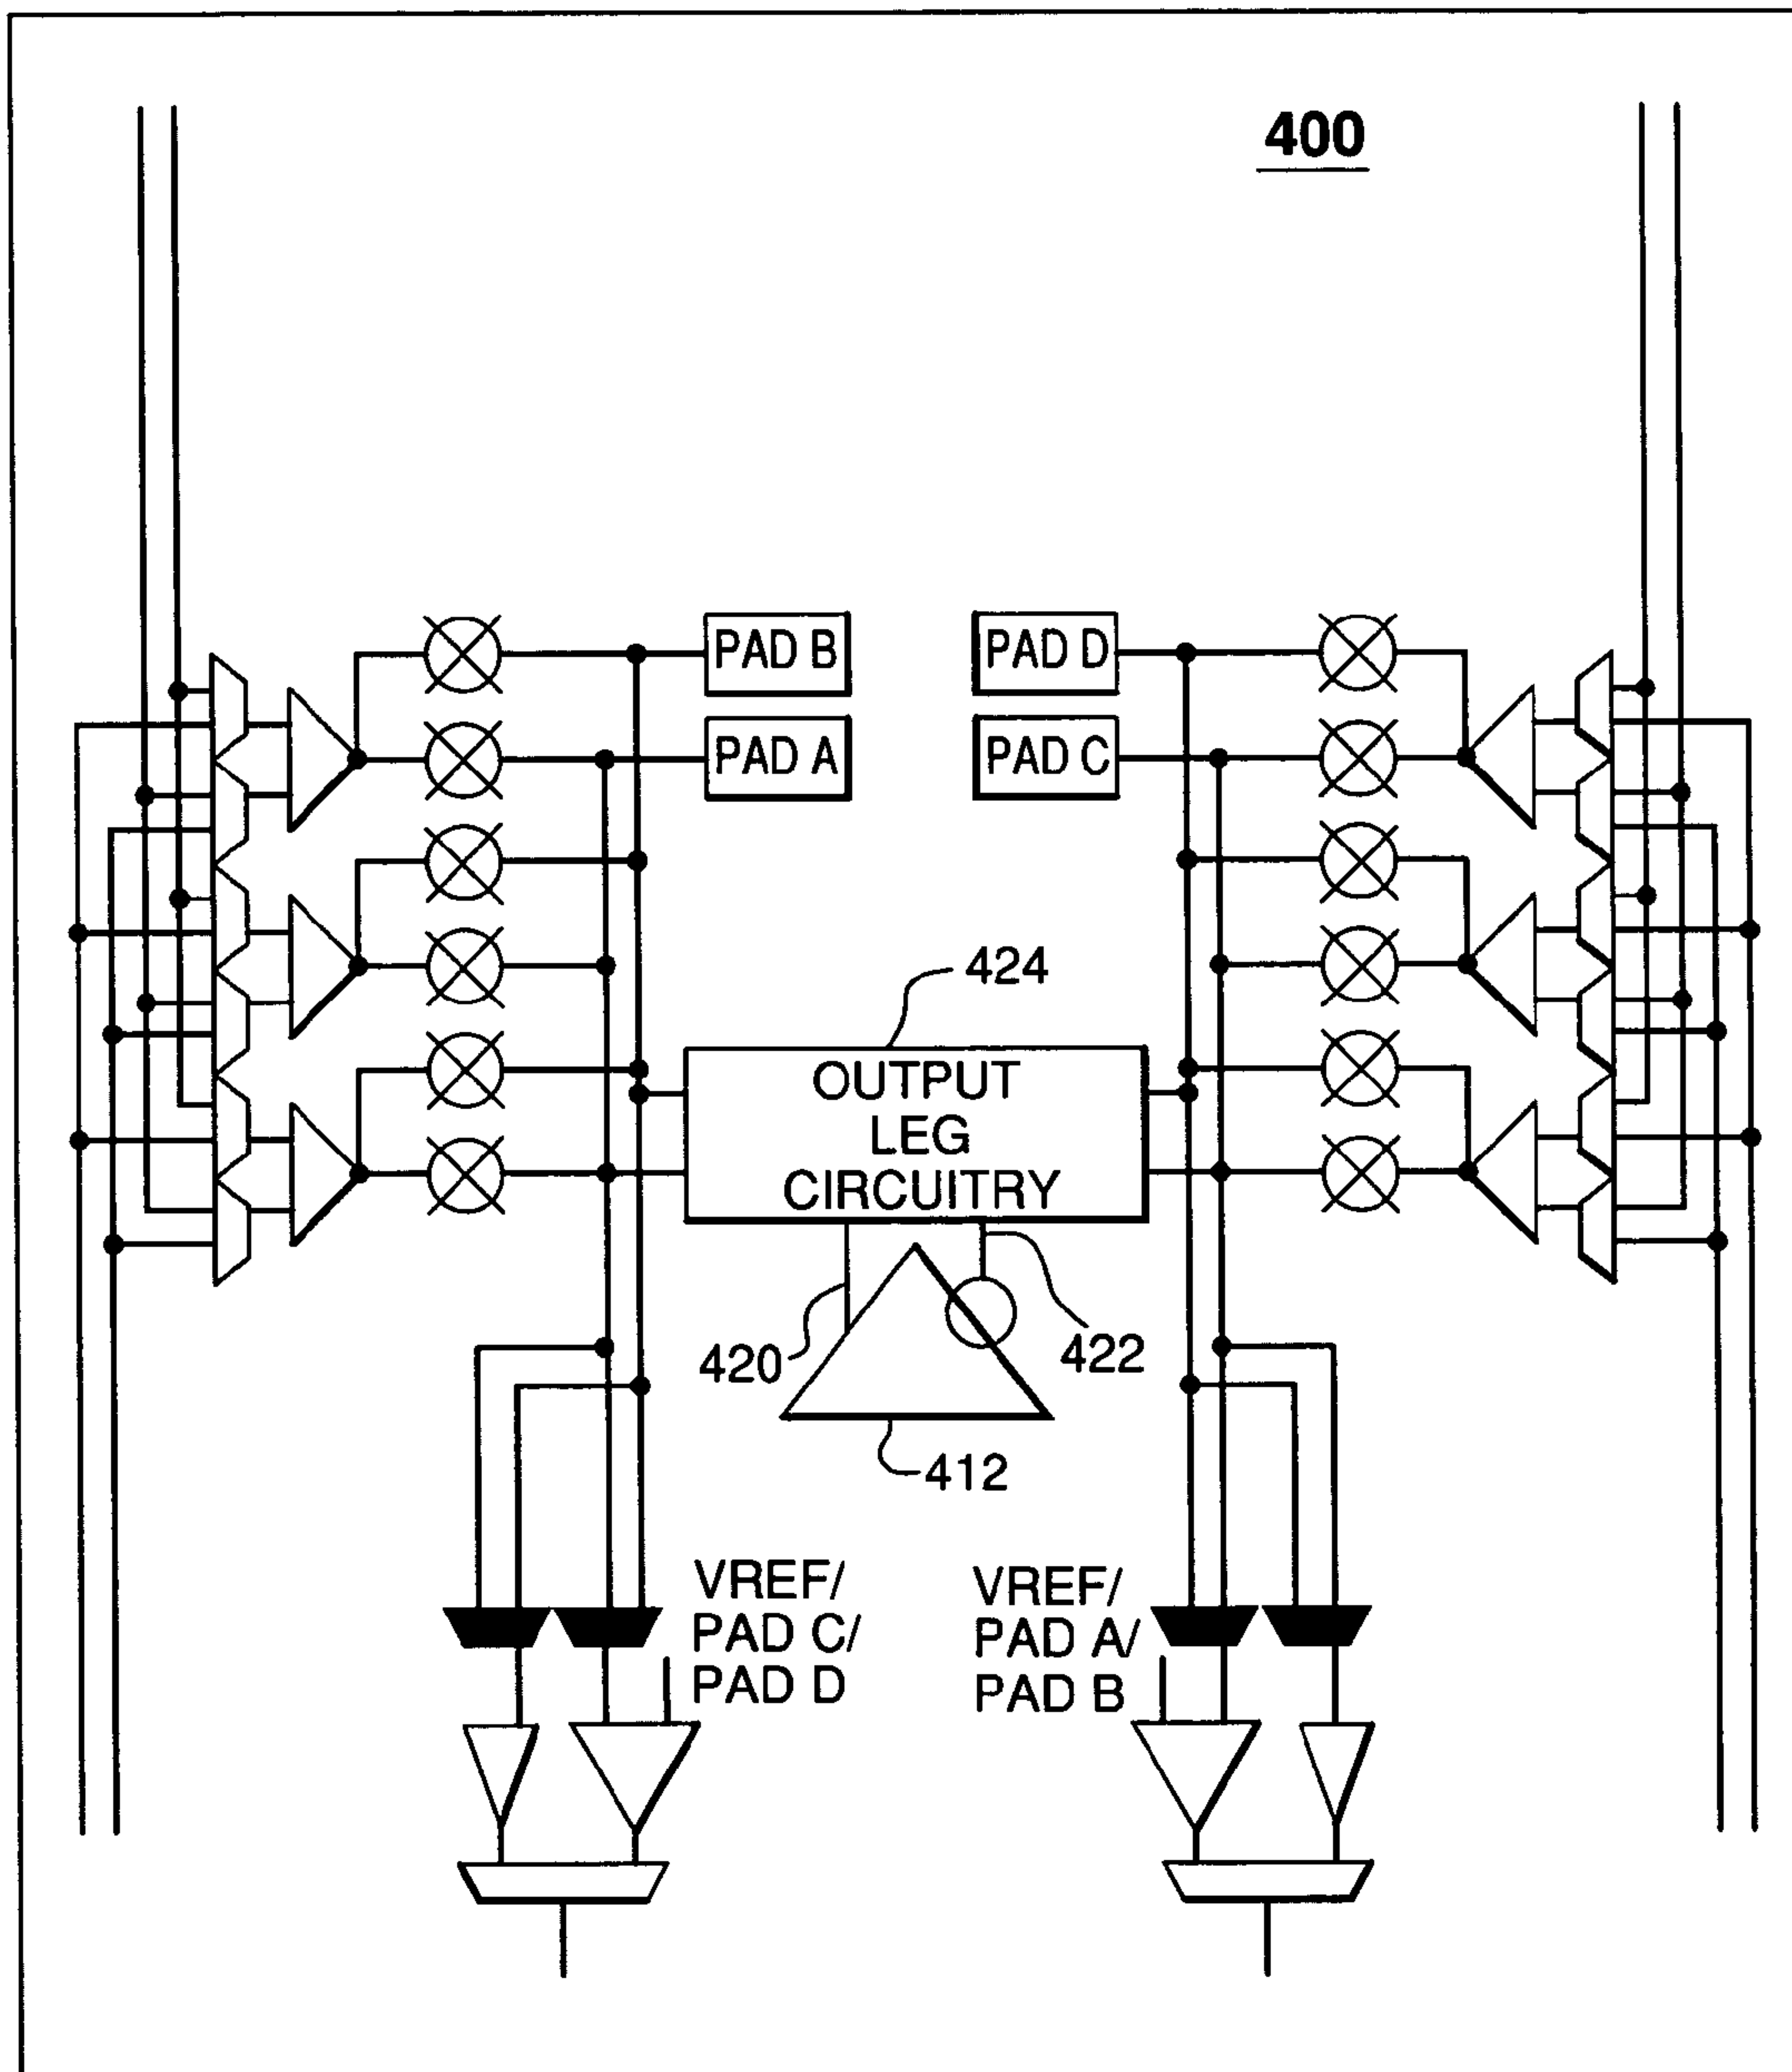 400
PAD B
PAD D
PAD A
PAD C
424
OUTPUT
LEG
CIRCUITRY
420
422
412
VREF/
PAD C/
PAD D
VREF/
PAD A/
PAD B